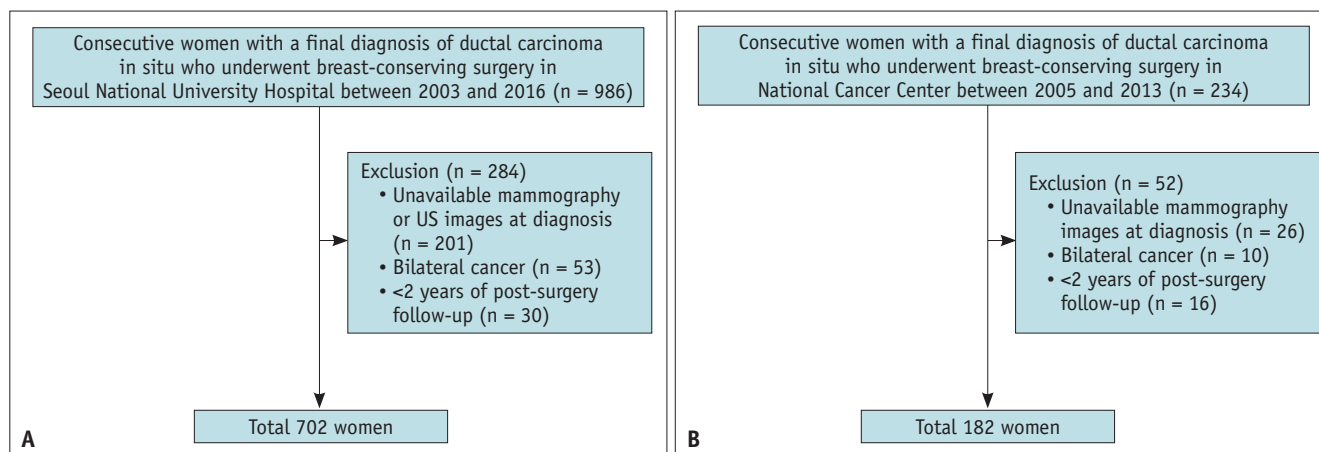 Consecutive women with a final diagnosis of ductal carcinoma
in situ who underwent breast-conserving surgery in
Seoul National University Hospital between 2003 and 2016 (n = 986)
Exclusion (n = 284)
• Unavailable mammography
or US images at diagnosis
(n = 201)
• Bilateral cancer (n = 53)
• <2 years of post-surgery
follow-up (n = 30)
Total 702 women
A
Consecutive women with a final diagnosis of ductal carcinoma
in situ who underwent breast-conserving surgery in
National Cancer Center between 2005 and 2013 (n = 234)
Exclusion (n = 52)
• Unavailable mammography
images at diagnosis (n = 26)
• Bilateral cancer (n = 10)
• <2 years of post-surgery
follow-up (n = 16)
Total 182 women
B